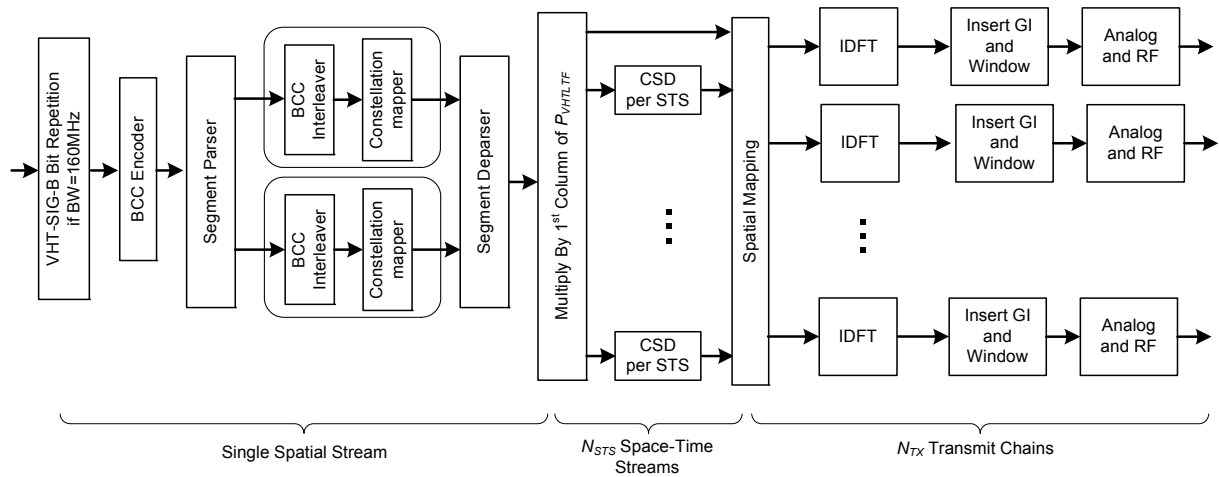 VHT-SIG-B Bit Repetition
if BW=160MHz
BCC Encoder
Segment Parser
BCC
Interleaver
Constellation
mapper
BCC
Interleaver
Constellation
mapper
Segment Deparser
Multiply By 1st Column of PVHTLTF
CSD
per STS
CSD
per STS
Spatial Mapping
IDFT
Insert GI
and
Window
Analog
and RF
IDFT
Insert GI
and
Window
Analog
and RF
IDFT
Insert GI
and
Window
Analog
and RF
Single Spatial Stream
NSTS Space-Time
Streams
NTX Transmit Chains